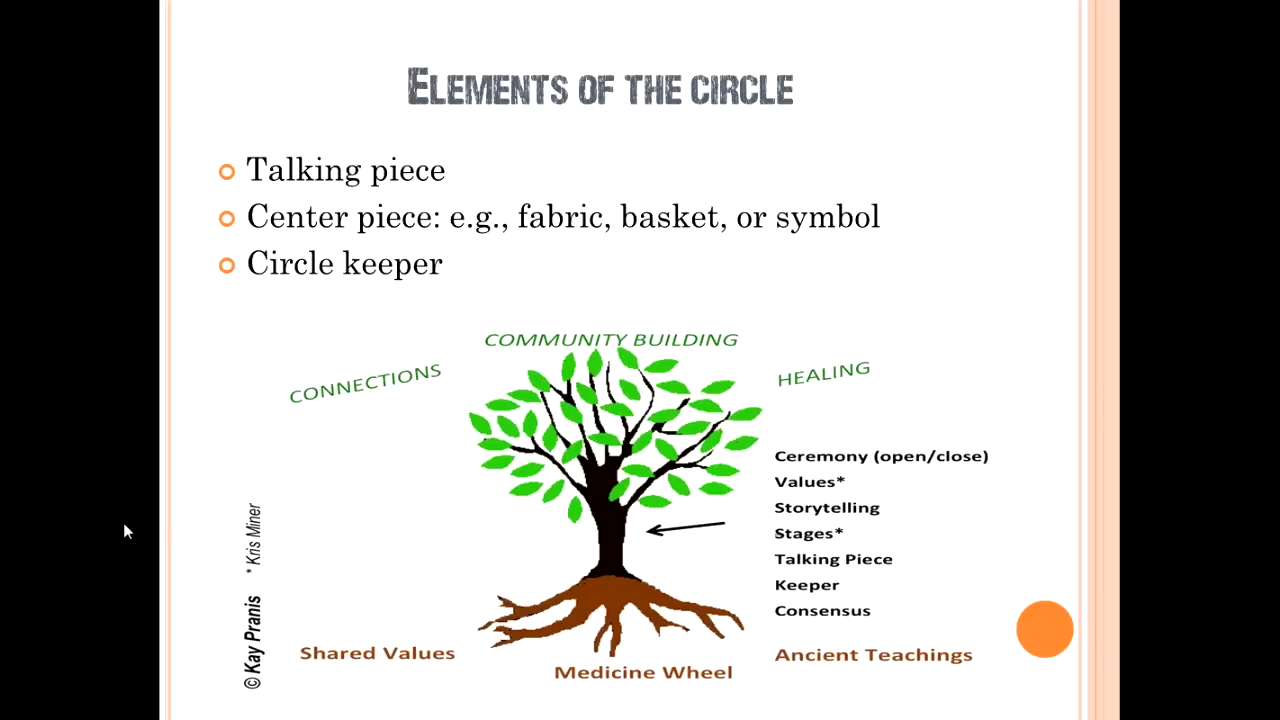 ELEMENTS OF THE CIRCLE
Talking piece
Center piece: e.g., fabric, basket, or symbol
Circle keeper
COMMUNITY BUILDING
CONNECTIONS
HEALING
Ceremony (open/close)
Values*
Storytelling
Stages*
Talking Piece
Keeper
Consensus
Shared Values
Medicine Wheel
Ancient Teachings
© Kay Pranis * Kris Miner